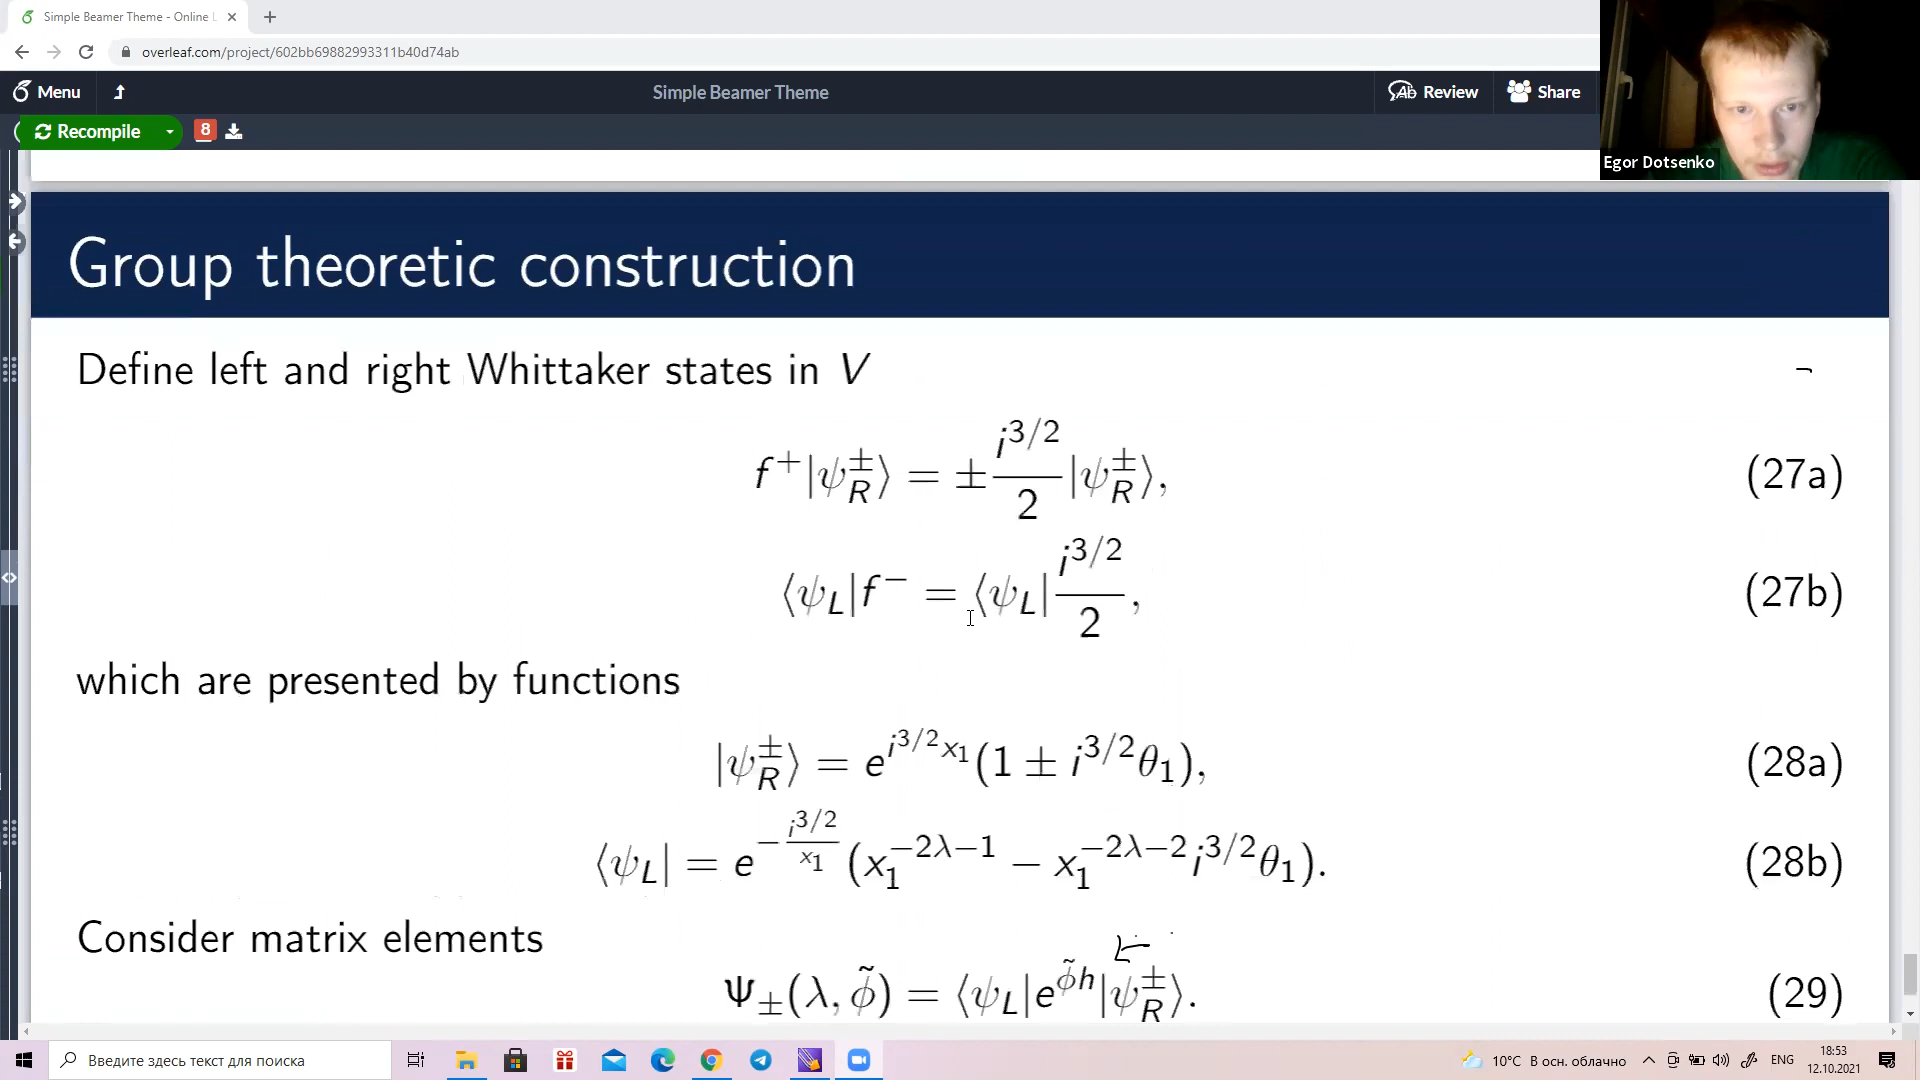 Simple Beamer Theme - Online L
overleaf.com/project/602bb69882993311b40d74ab
Menu
Simple Beamer Theme
Review
Share
Recompile
8
Egor Dotsenko
Group theoretic construction
Define left and right Whittaker states in V
f⁺|ψ_R^±⟩ = ± i^{3/2}/2 |ψ_R^±⟩, (27a)
⟨ψ_L|f⁻ = ⟨ψ_L| i^{3/2}/2, (27b)
which are presented by functions
|ψ_R^±⟩ = e^{i^{3/2}x_1}(1 ± i^{3/2}θ_1), (28a)
⟨ψ_L| = e^{-i^{3/2}/x_1}(x_1^{-2λ-1} − x_1^{-2λ-2} i^{3/2}θ_1). (28b)
Consider matrix elements
Ψ_±(λ, φ̃) = ⟨ψ_L|e^{φ̃h}|ψ_R^±⟩. (29)
Введите здесь текст для поиска
10°C В осн. облачно
ENG
18:53
12.10.2021